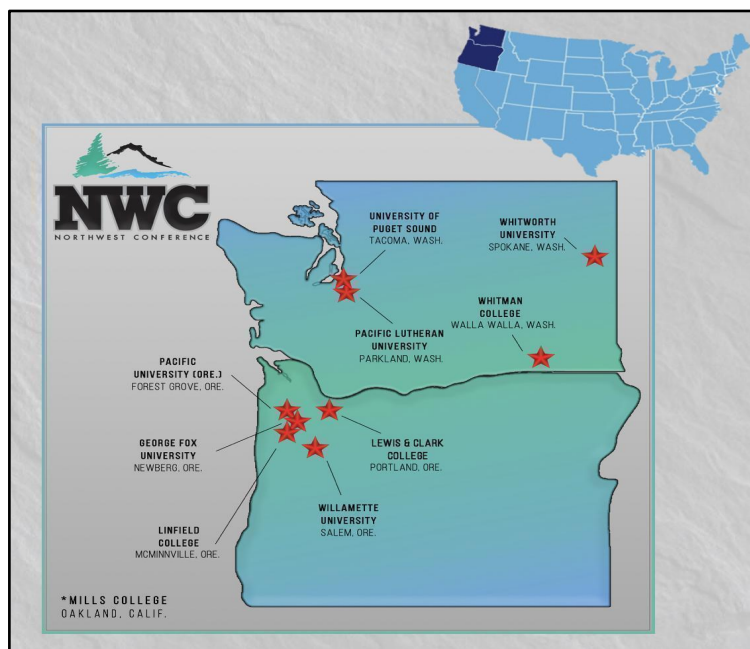 NWC
NORTHWEST CONFERENCE
UNIVERSITY OF
PUGET SOUND
TACOMA, WASH.
WHITWORTH
UNIVERSITY
SPOKANE, WASH.
WHITMAN
COLLEGE
WALLA WALLA, WASH.
PACIFIC LUTHERAN
UNIVERSITY
PARKLAND, WASH.
PACIFIC
UNIVERSITY (ORE.)
FOREST GROVE, ORE.
GEORGE FOX
UNIVERSITY
NEWBERG, ORE.
LEWIS & CLARK
COLLEGE
PORTLAND, ORE.
WILLAMETTE
UNIVERSITY
SALEM, ORE.
LINFIELD
COLLEGE
MCMINNVILLE, ORE.
*MILLS COLLEGE
OAKLAND, CALIF.